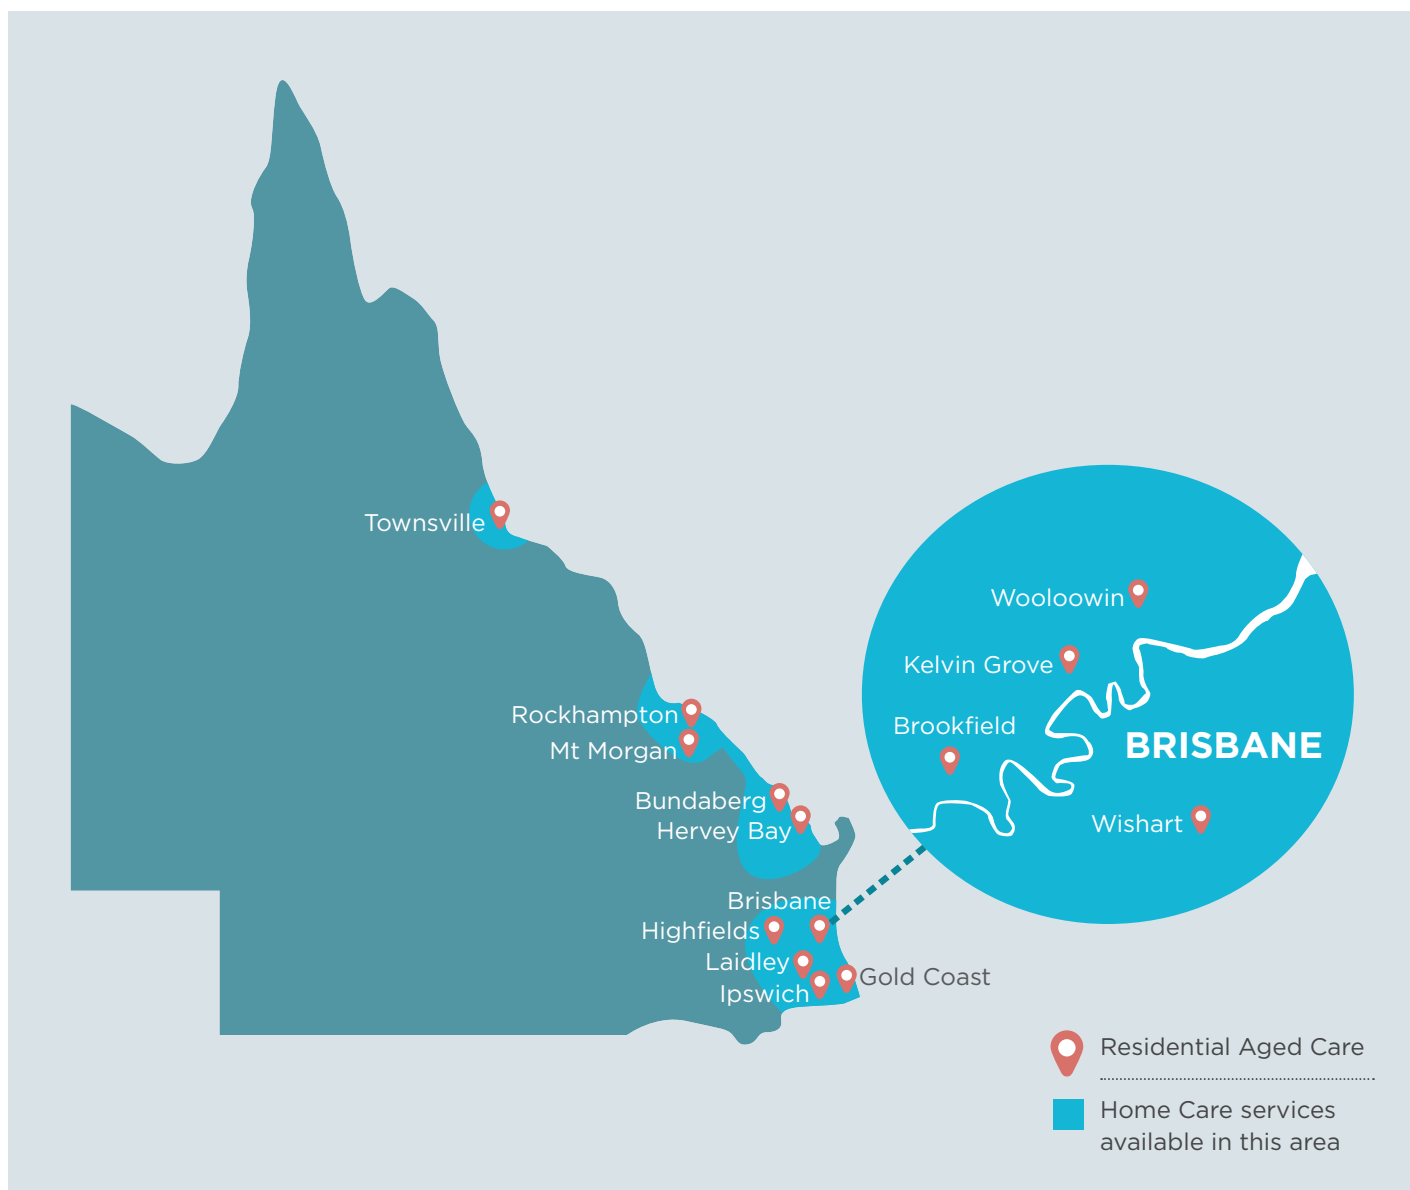 Townsville
Rockhampton
Mt Morgan
Bundaberg
Hervey Bay
Brisbane
Highfields
Laidley
Ipswich
Gold Coast
Wooloowin
Kelvin Grove
Brookfield
BRISBANE
Wishart
Residential Aged Care
Home Care services
available in this area